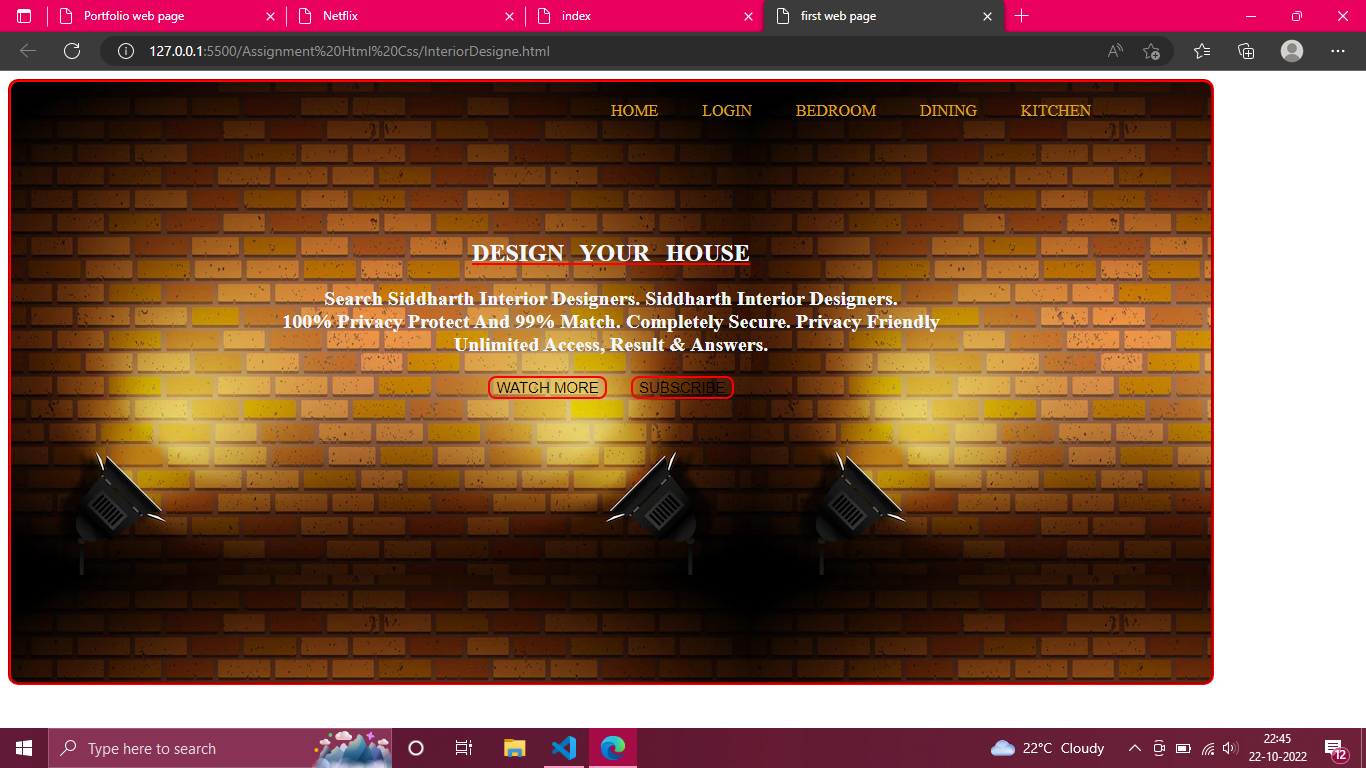 Portfolio web page
Netflix
index
first web page
127.0.0.1:5500/Assignment%20Html%20Css/InteriorDesigne.html
HOME LOGIN BEDROOM DINING KITCHEN
DESIGN YOUR HOUSE
Search Siddharth Interior Designers. Siddharth Interior Designers.
100% Privacy Protect And 99% Match. Completely Secure. Privacy Friendly
Unlimited Access, Result & Answers.
WATCH MORE SUBSCRIBE
Type here to search
22°C Cloudy
22:45
22-10-2022
12